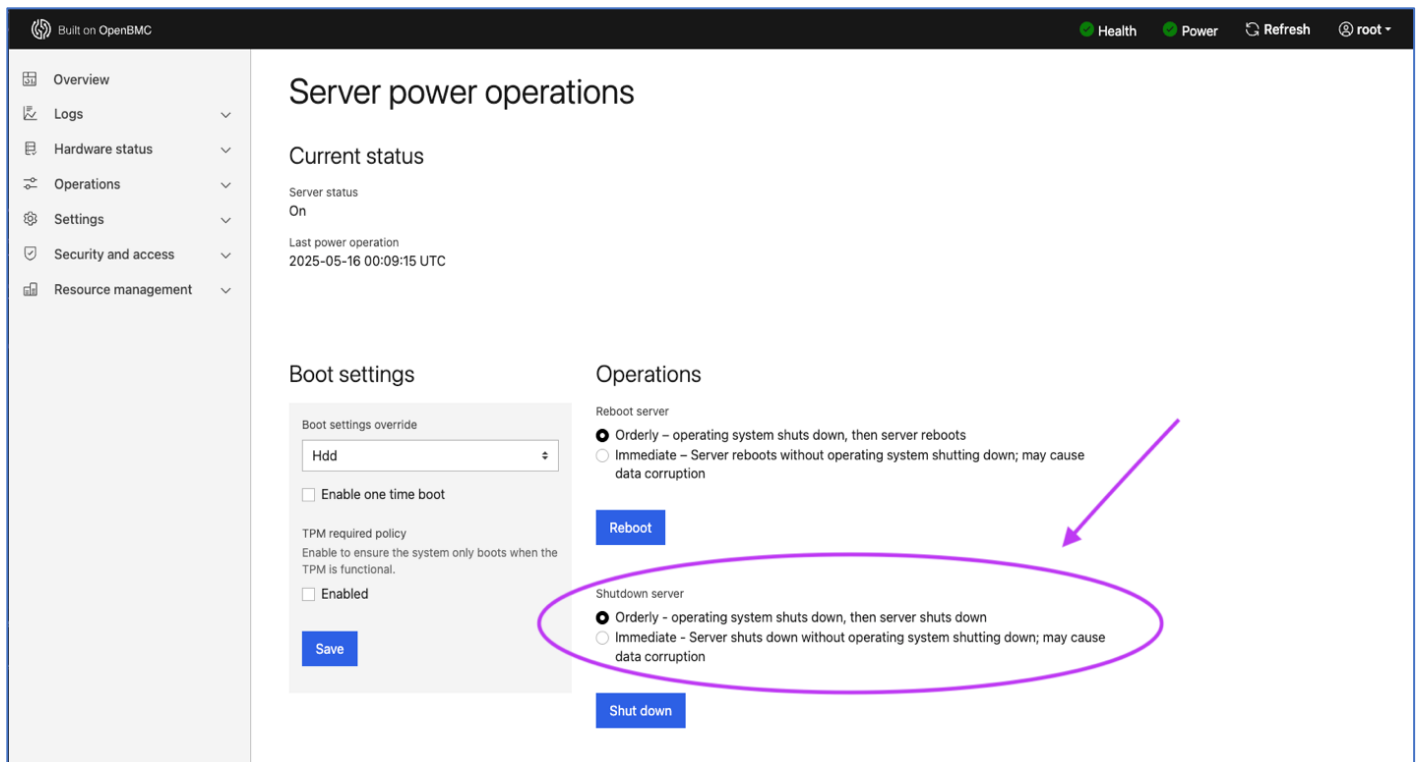 Built on OpenBMC
Health
Power
Refresh
root
Overview
Logs
Hardware status
Operations
Settings
Security and access
Resource management
Server power operations
Current status
Server status
On
Last power operation
2025-05-16 00:09:15 UTC
Boot settings
Boot settings override
Hdd
Enable one time boot
TPM required policy
Enable to ensure the system only boots when the
TPM is functional.
Enabled
Save
Operations
Reboot server
Orderly – operating system shuts down, then server reboots
Immediate – Server reboots without operating system shutting down; may cause
data corruption
Reboot
Shutdown server
Orderly - operating system shuts down, then server shuts down
Immediate - Server shuts down without operating system shutting down; may cause
data corruption
Shut down